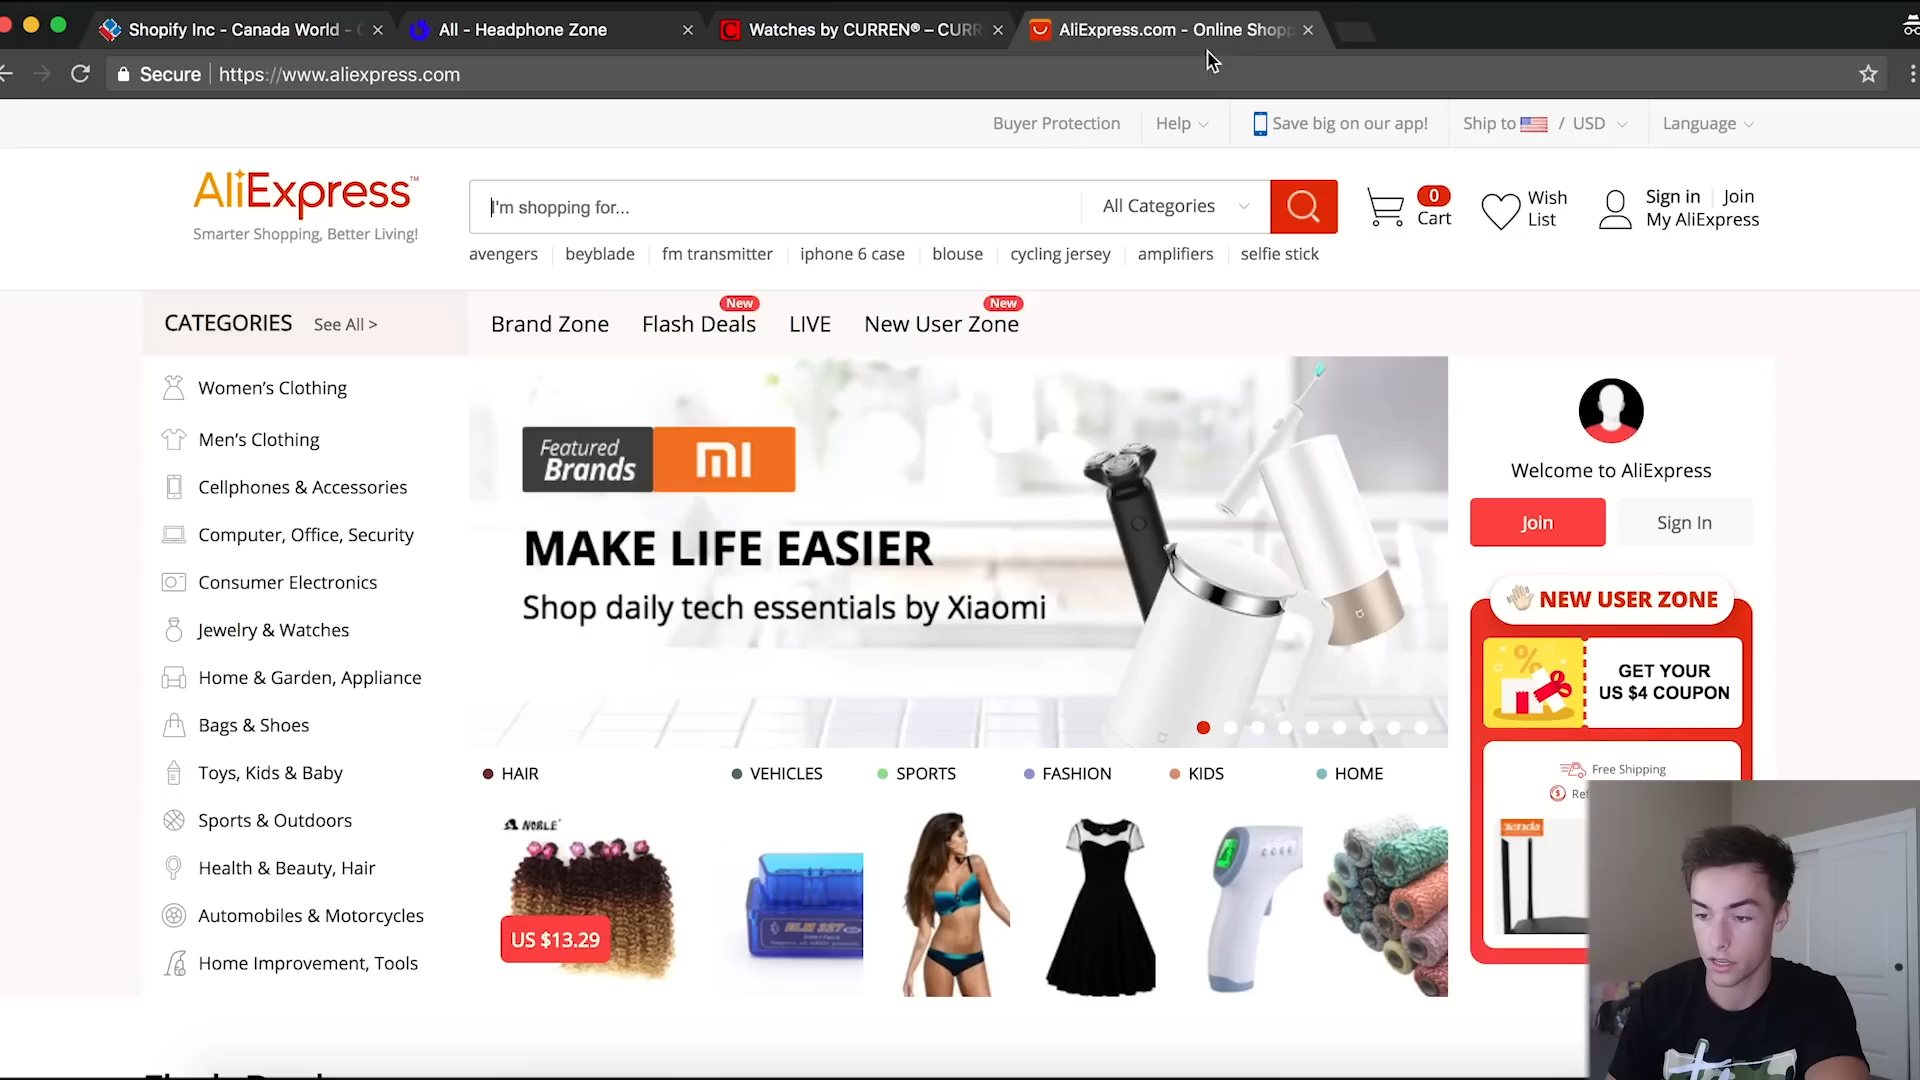 Shopify Inc - Canada World -
All - Headphone Zone
Watches by CURREN® – CURR
AliExpress.com - Online Shopp
Secure
https://www.aliexpress.com
Buyer Protection
Help
Save big on our app!
Ship to / USD
Language
AliExpress™
Smarter Shopping, Better Living!
I'm shopping for...
All Categories
0
Cart
Wish
List
Sign in
Join
My AliExpress
avengers
beyblade
fm transmitter
iphone 6 case
blouse
cycling jersey
amplifiers
selfie stick
CATEGORIES
See All >
Brand Zone
New
Flash Deals
LIVE
New
New User Zone
Women's Clothing
Men's Clothing
Cellphones & Accessories
Computer, Office, Security
Consumer Electronics
Jewelry & Watches
Home & Garden, Appliance
Bags & Shoes
Toys, Kids & Baby
Sports & Outdoors
Health & Beauty, Hair
Automobiles & Motorcycles
Home Improvement, Tools
Featured
Brands
MI
MAKE LIFE EASIER
Shop daily tech essentials by Xiaomi
HAIR
VEHICLES
SPORTS
FASHION
KIDS
HOME
NOBLE
US $13.29
Welcome to AliExpress
Join
Sign In
NEW USER ZONE
GET YOUR
US $4 COUPON
Free Shipping
Tenda